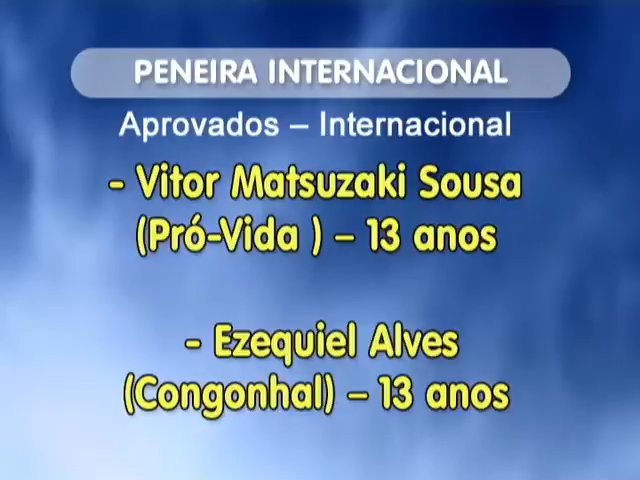 PENEIRA INTERNACIONAL
Aprovados – Internacional
- Vitor Matsuzaki Sousa
(Pró-Vida ) – 13 anos
- Ezequiel Alves
(Congonhal) – 13 anos